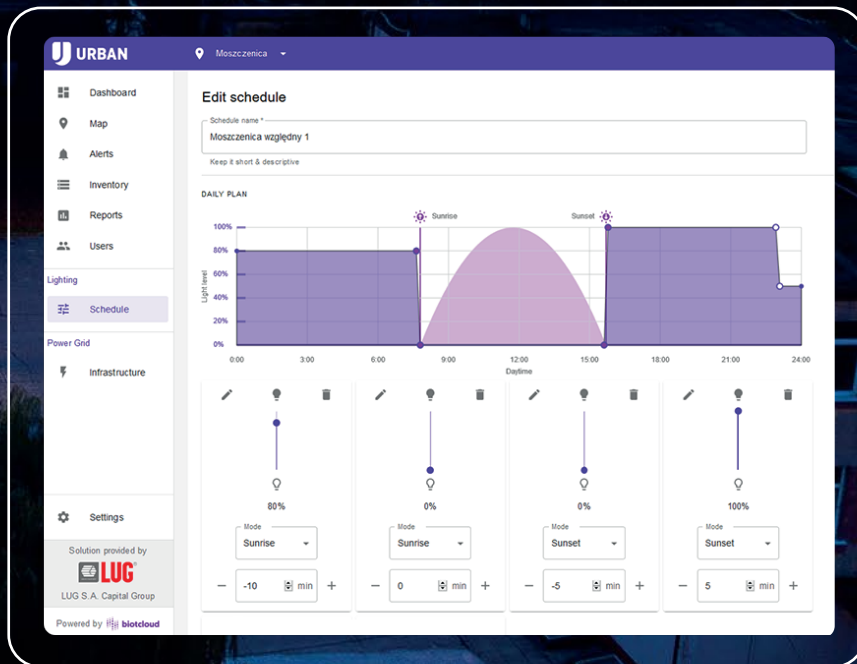 URBAN
Moszczenica
Dashboard
Map
Alerts
Inventory
Reports
Users
Lighting
Schedule
Power Grid
Infrastructure
Settings
Solution provided by
LUG
LUG S.A. Capital Group
Powered by biotcloud
Edit schedule
Schedule name *
Moszczenica względny 1
Keep it short & descriptive
DAILY PLAN
Sunrise
Sunset
100%
80%
60%
40%
20%
0%
Light level
0:00 3:00 6:00 9:00 12:00 15:00 18:00 21:00 24:00
Daytime
80% 0% 0% 100%
Mode Mode Mode Mode
Sunrise Sunrise Sunset Sunset
− -10 min + − 0 min + − -5 min + − 5 min +